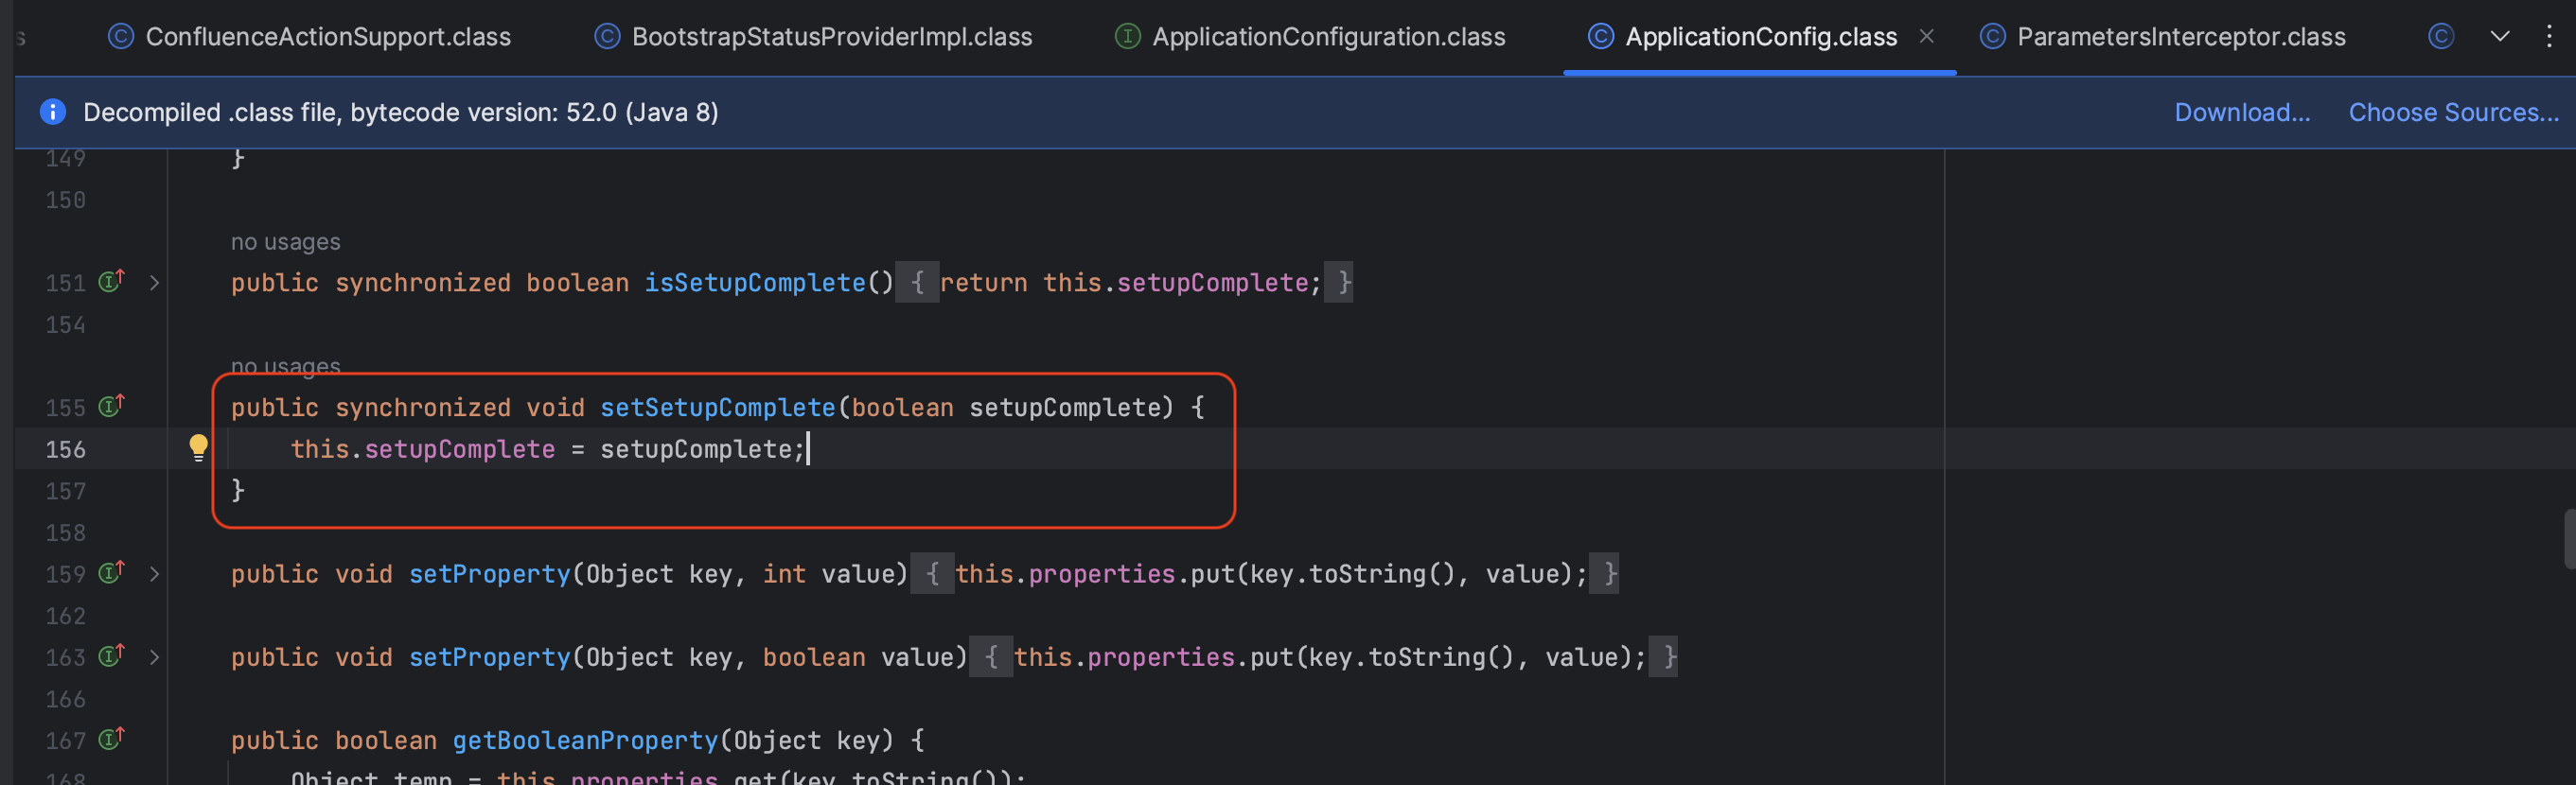 s ConfluenceActionSupport.class BootstrapStatusProviderImpl.class ApplicationConfiguration.class ApplicationConfig.class ParametersInterceptor.class
Decompiled .class file, bytecode version: 52.0 (Java 8) Download... Choose Sources...
149 }
150
no usages
151 public synchronized boolean isSetupComplete() { return this.setupComplete; }
154
no usages
155 public synchronized void setSetupComplete(boolean setupComplete) {
156 this.setupComplete = setupComplete;
157 }
158
159 public void setProperty(Object key, int value) { this.properties.put(key.toString(), value); }
162
163 public void setProperty(Object key, boolean value) { this.properties.put(key.toString(), value); }
166
167 public boolean getBooleanProperty(Object key) {
168 Object temp = this.properties.get(key.toString());